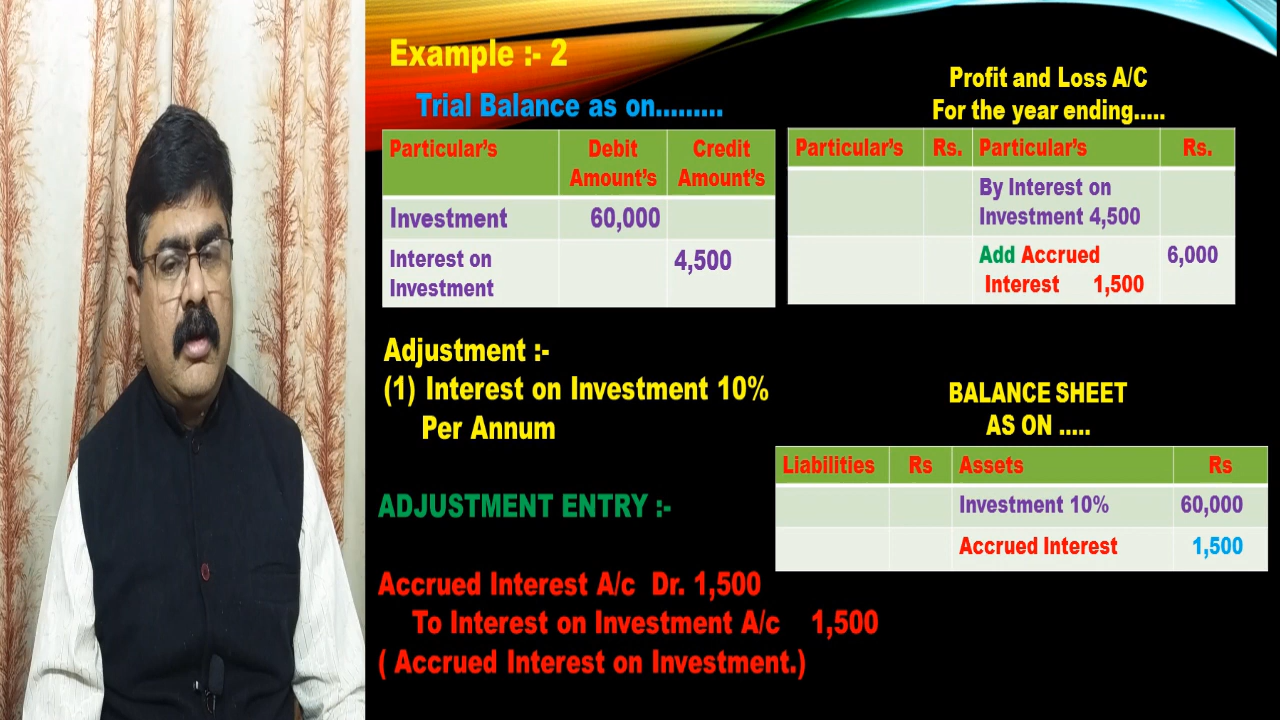 Example :- 2
Trial Balance as on.........
Particular’s Debit Amount’s Credit Amount’s
Investment 60,000
Interest on Investment 4,500
Adjustment :-
(1) Interest on Investment 10%
Per Annum
ADJUSTMENT ENTRY :-
Accrued Interest A/c Dr. 1,500
To Interest on Investment A/c 1,500
( Accrued Interest on Investment.)
Profit and Loss A/C
For the year ending.....
Particular’s Rs. Particular’s Rs.
By Interest on
Investment 4,500
Add Accrued 6,000
Interest 1,500
BALANCE SHEET
AS ON .....
Liabilities Rs Assets Rs
Investment 10% 60,000
Accrued Interest 1,500